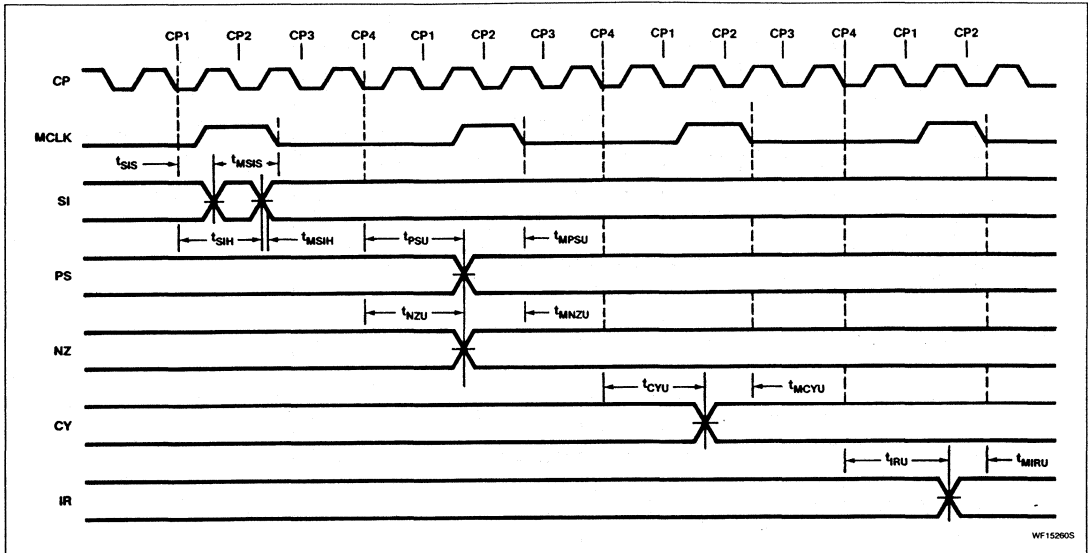 CP1 CP2 CP3 CP4 CP1 CP2 CP3 CP4 CP1 CP2 CP3 CP4 CP1 CP2
CP
MCLK
tSIS tMSIS
SI
tSIH tMSIH tPSU tMPSU
PS
tNZU tMNZU
NZ
tCYU tMCYU
CY
tIRU tMIRU
IR
WF15260S